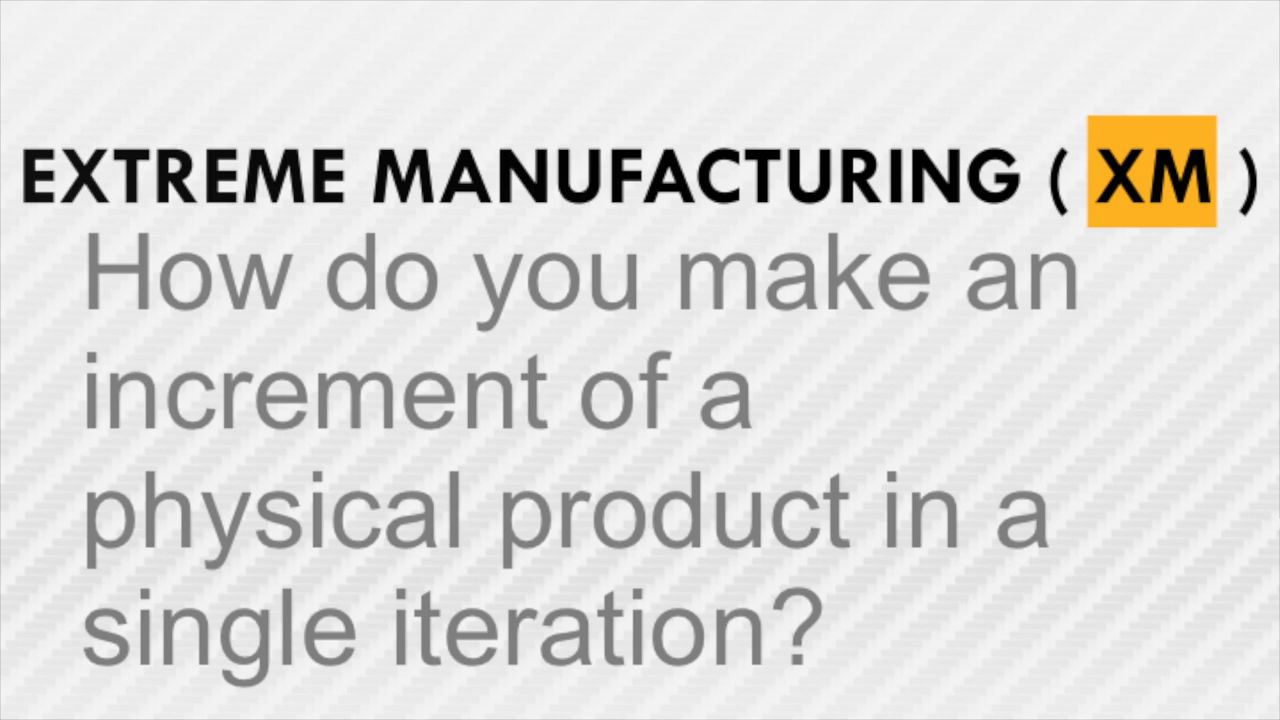 EXTREME MANUFACTURING ( XM )
How do you make an
increment of a
physical product in a
single iteration?